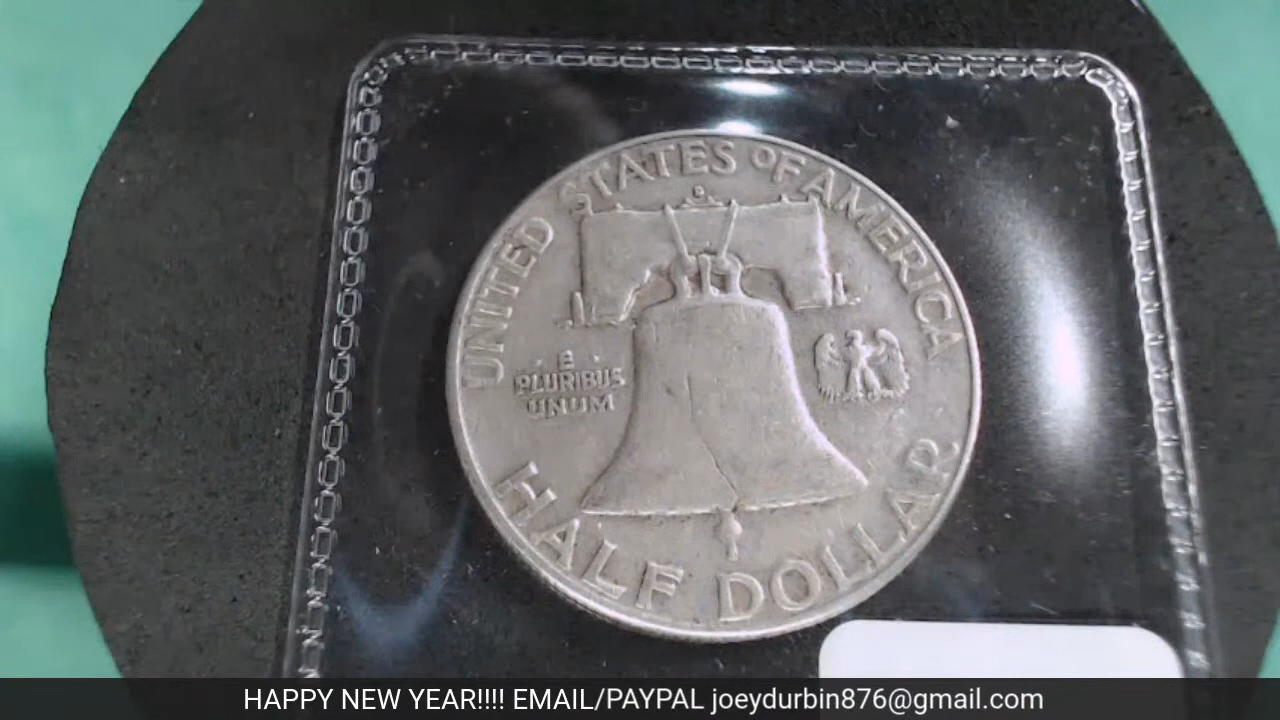 UNITED STATES OF AMERICA
E
PLURIBUS
UNUM
HALF DOLLAR
HAPPY NEW YEAR!!!! EMAIL/PAYPAL joeydurbin876@gmail.com